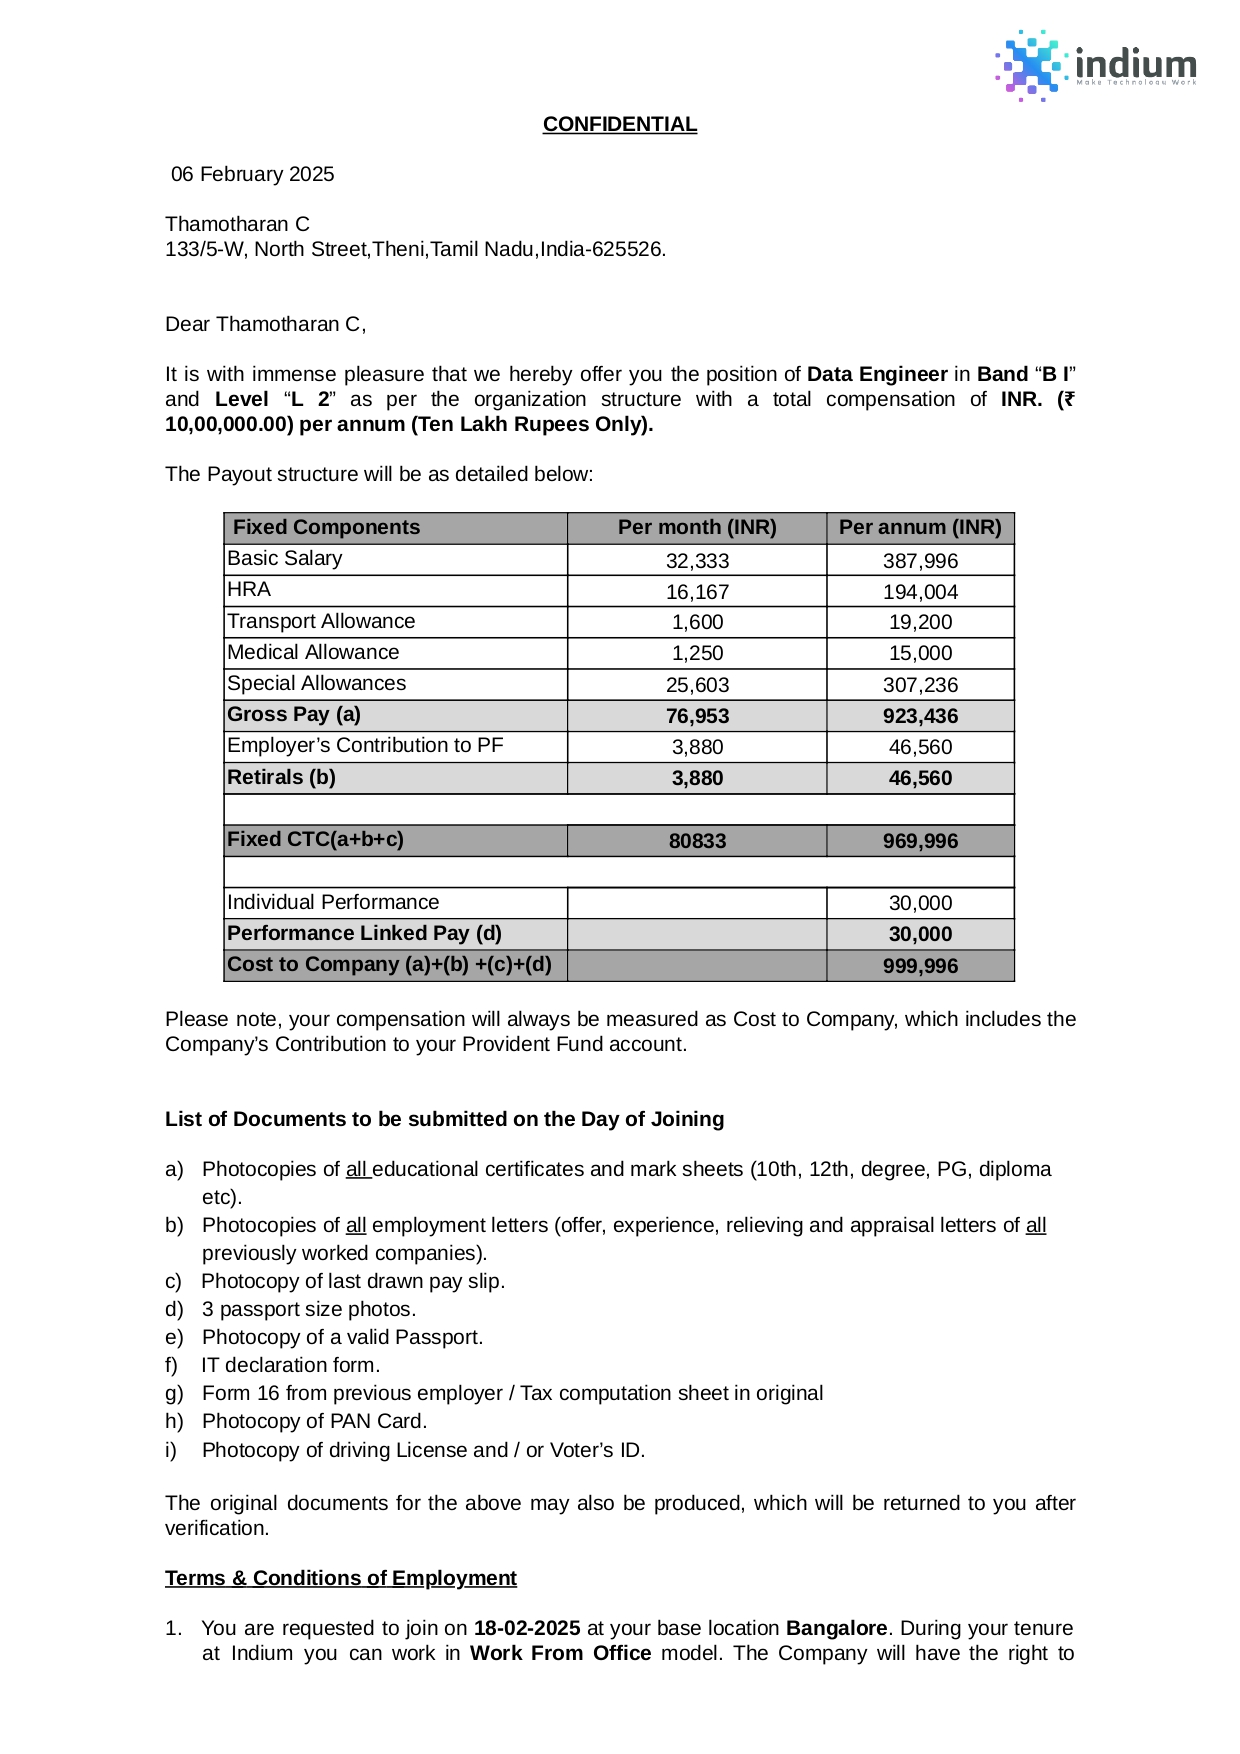 indium
Make Technology Work
CONFIDENTIAL
06 February 2025
Thamotharan C
133/5-W, North Street,Theni,Tamil Nadu,India-625526.
Dear Thamotharan C,
It is with immense pleasure that we hereby offer you the position of Data Engineer in Band “B I”
and Level “L 2” as per the organization structure with a total compensation of INR. (₹
10,00,000.00) per annum (Ten Lakh Rupees Only).
The Payout structure will be as detailed below:
Fixed Components Per month (INR) Per annum (INR)
Basic Salary 32,333 387,996
HRA 16,167 194,004
Transport Allowance 1,600 19,200
Medical Allowance 1,250 15,000
Special Allowances 25,603 307,236
Gross Pay (a) 76,953 923,436
Employer’s Contribution to PF 3,880 46,560
Retirals (b) 3,880 46,560
Fixed CTC(a+b+c) 80833 969,996
Individual Performance 30,000
Performance Linked Pay (d) 30,000
Cost to Company (a)+(b) +(c)+(d) 999,996
Please note, your compensation will always be measured as Cost to Company, which includes the
Company’s Contribution to your Provident Fund account.
List of Documents to be submitted on the Day of Joining
a) Photocopies of all educational certificates and mark sheets (10th, 12th, degree, PG, diploma
etc).
b) Photocopies of all employment letters (offer, experience, relieving and appraisal letters of all
previously worked companies).
c) Photocopy of last drawn pay slip.
d) 3 passport size photos.
e) Photocopy of a valid Passport.
f) IT declaration form.
g) Form 16 from previous employer / Tax computation sheet in original
h) Photocopy of PAN Card.
i) Photocopy of driving License and / or Voter’s ID.
The original documents for the above may also be produced, which will be returned to you after
verification.
Terms & Conditions of Employment
1. You are requested to join on 18-02-2025 at your base location Bangalore. During your tenure
at Indium you can work in Work From Office model. The Company will have the right to